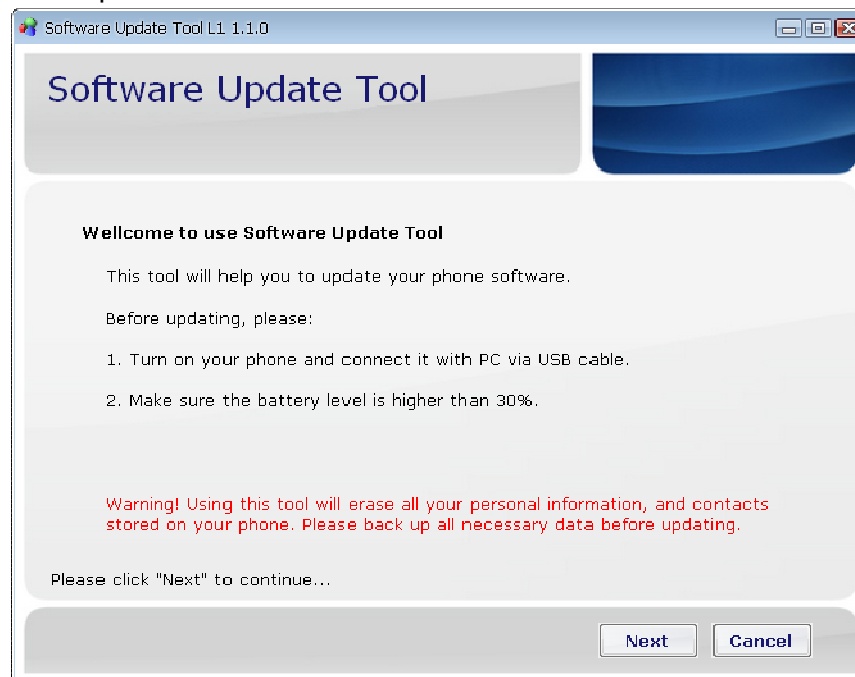 Software Update Tool L1 1.1.0
Software Update Tool
Wellcome to use Software Update Tool
This tool will help you to update your phone software.
Before updating, please:
1. Turn on your phone and connect it with PC via USB cable.
2. Make sure the battery level is higher than 30%.
Warning! Using this tool will erase all your personal information, and contacts
stored on your phone. Please back up all necessary data before updating.
Please click "Next" to continue...
Next Cancel